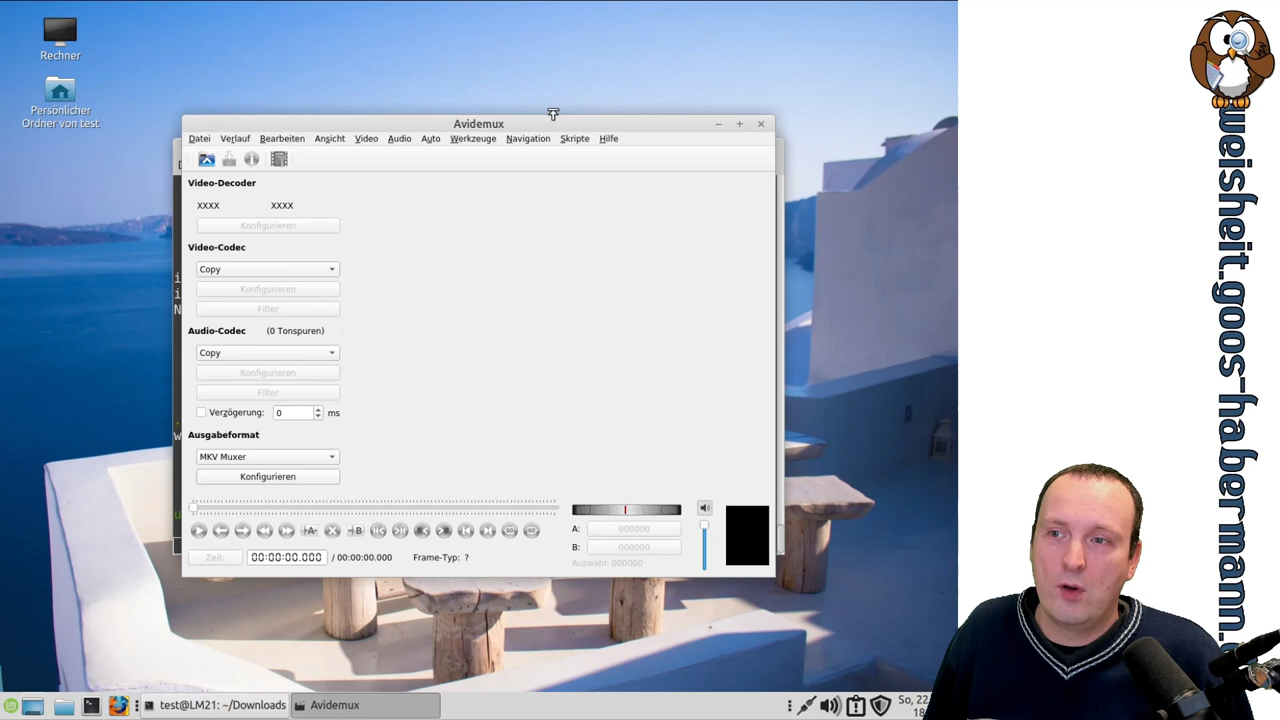 Rechner
Persönlicher
Ordner von test
Avidemux
Datei Verlauf Bearbeiten Ansicht Video Audio Auto Werkzeuge Navigation Skripte Hilfe
Video-Decoder
XXXX XXXX
Konfigurieren
Video-Codec
Copy
Konfigurieren
Filter
Audio-Codec (0 Tonspuren)
Copy
Konfigurieren
Filter
Verzögerung: 0 ms
Ausgabeformat
MKV Muxer
Konfigurieren
A: 000000
B: 000000
Auswahl: 000000
Zeit: 00:00:00.000 / 00:00:00.000 Frame-Typ: ?
test@LM21: ~/Downloads
Avidemux
So, 22
18
weisheit.goos-habermann.